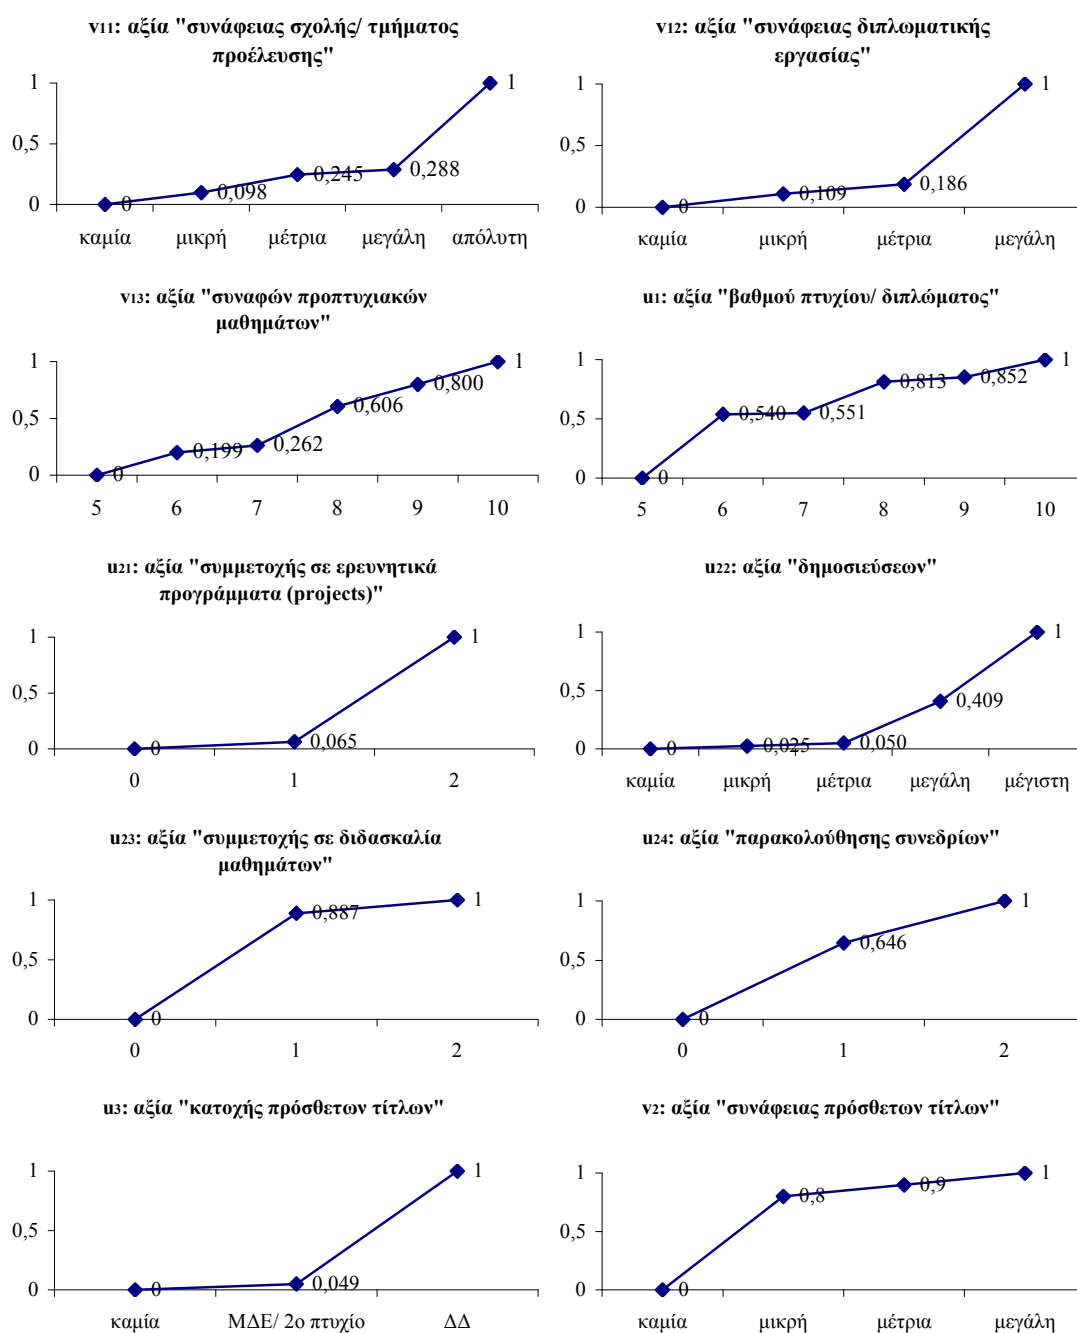 v11: αξία "συνάφειας σχολής/ τμήματος
προέλευσης"
1
0,5
0
0
0,098
0,245
0,288
1
καμία μικρή μέτρια μεγάλη απόλυτη
v12: αξία "συνάφειας διπλωματικής
εργασίας"
1
0,5
0
0
0,109
0,186
1
καμία μικρή μέτρια μεγάλη
v13: αξία "συναφών προπτυχιακών
μαθημάτων"
1
0,5
0
0
0,199
0,262
0,606
0,800
1
5 6 7 8 9 10
u1: αξία "βαθμού πτυχίου/ διπλώματος"
1
0,5
0
0
0,540
0,551
0,813
0,852
1
5 6 7 8 9 10
u21: αξία "συμμετοχής σε ερευνητικά
προγράμματα (projects)"
1
0,5
0
0
0,065
1
0 1 2
u22: αξία "δημοσιεύσεων"
1
0,5
0
0
0,025
0,050
0,409
1
καμία μικρή μέτρια μεγάλη μέγιστη
u23: αξία "συμμετοχής σε διδασκαλία
μαθημάτων"
1
0,5
0
0
0,887
1
0 1 2
u24: αξία "παρακολούθησης συνεδρίων"
1
0,5
0
0
0,646
1
0 1 2
u3: αξία "κατοχής πρόσθετων τίτλων"
1
0,5
0
0
0,049
1
καμία ΜΔΕ/ 2ο πτυχίο ΔΔ
v2: αξία "συνάφειας πρόσθετων τίτλων"
1
0,5
0
0
0,8
0,9
1
καμία μικρή μέτρια μεγάλη